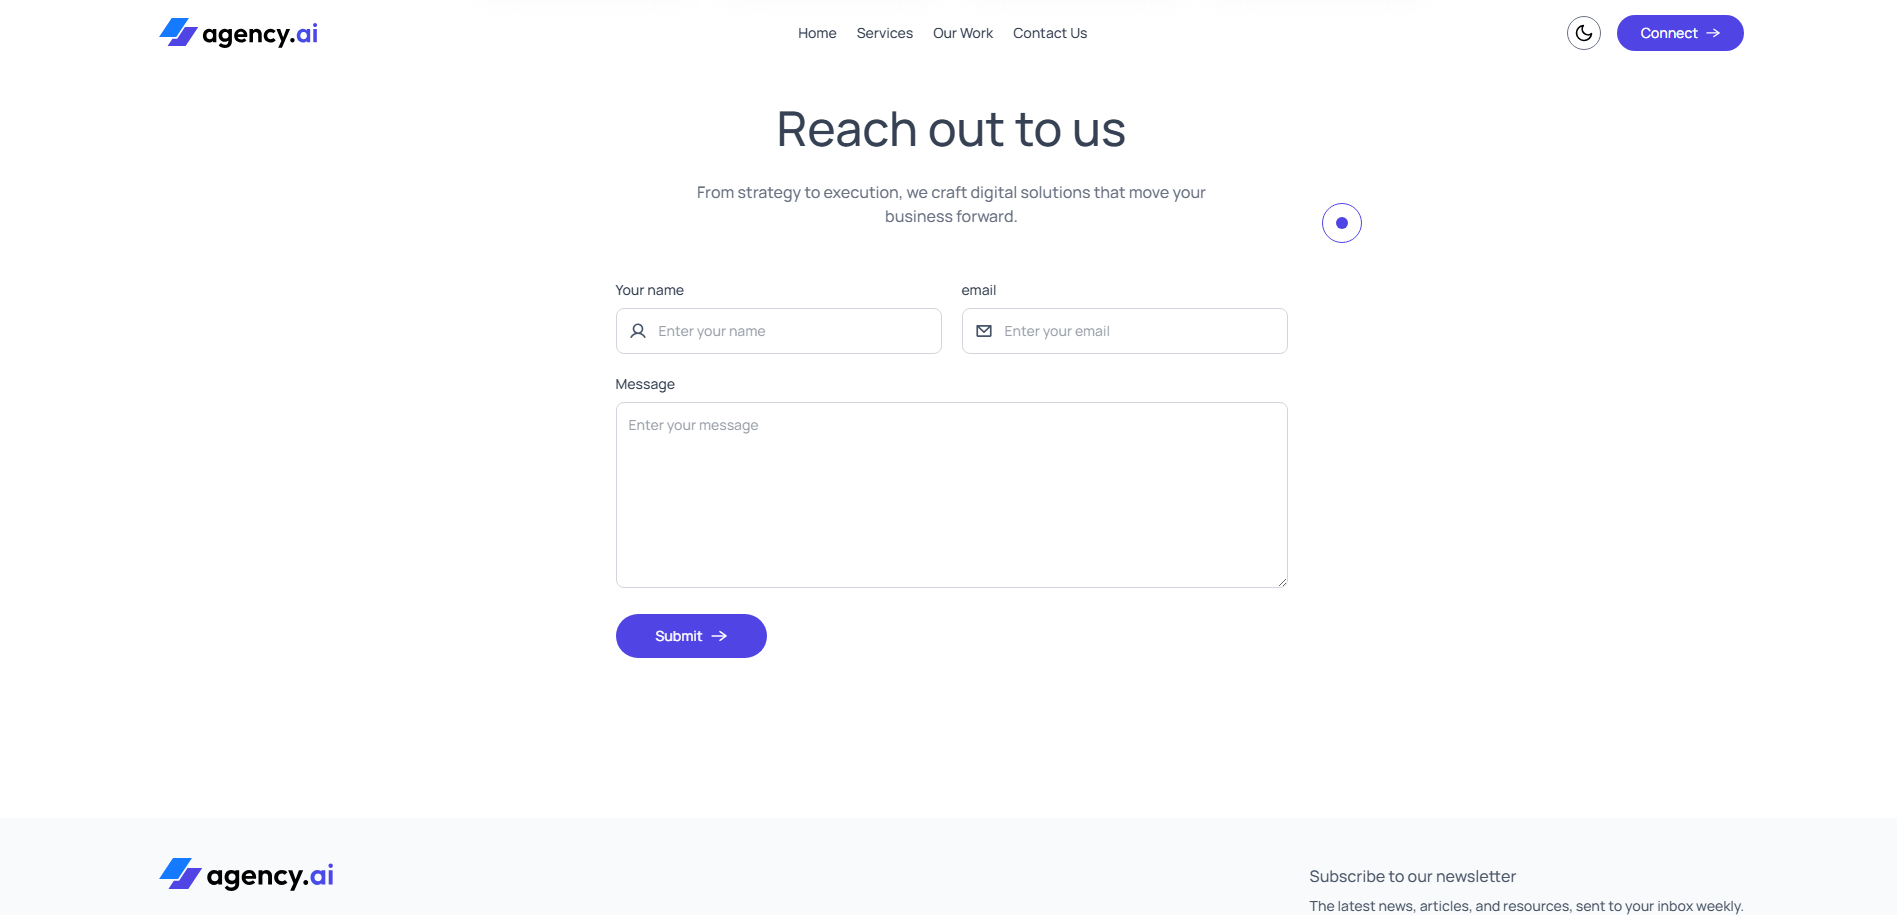 agency.ai
Home Services Our Work Contact Us
Connect
Reach out to us
From strategy to execution, we craft digital solutions that move your
business forward.
Your name email
Enter your name Enter your email
Message
Enter your message
Submit
agency.ai
Subscribe to our newsletter
The latest news, articles, and resources, sent to your inbox weekly.